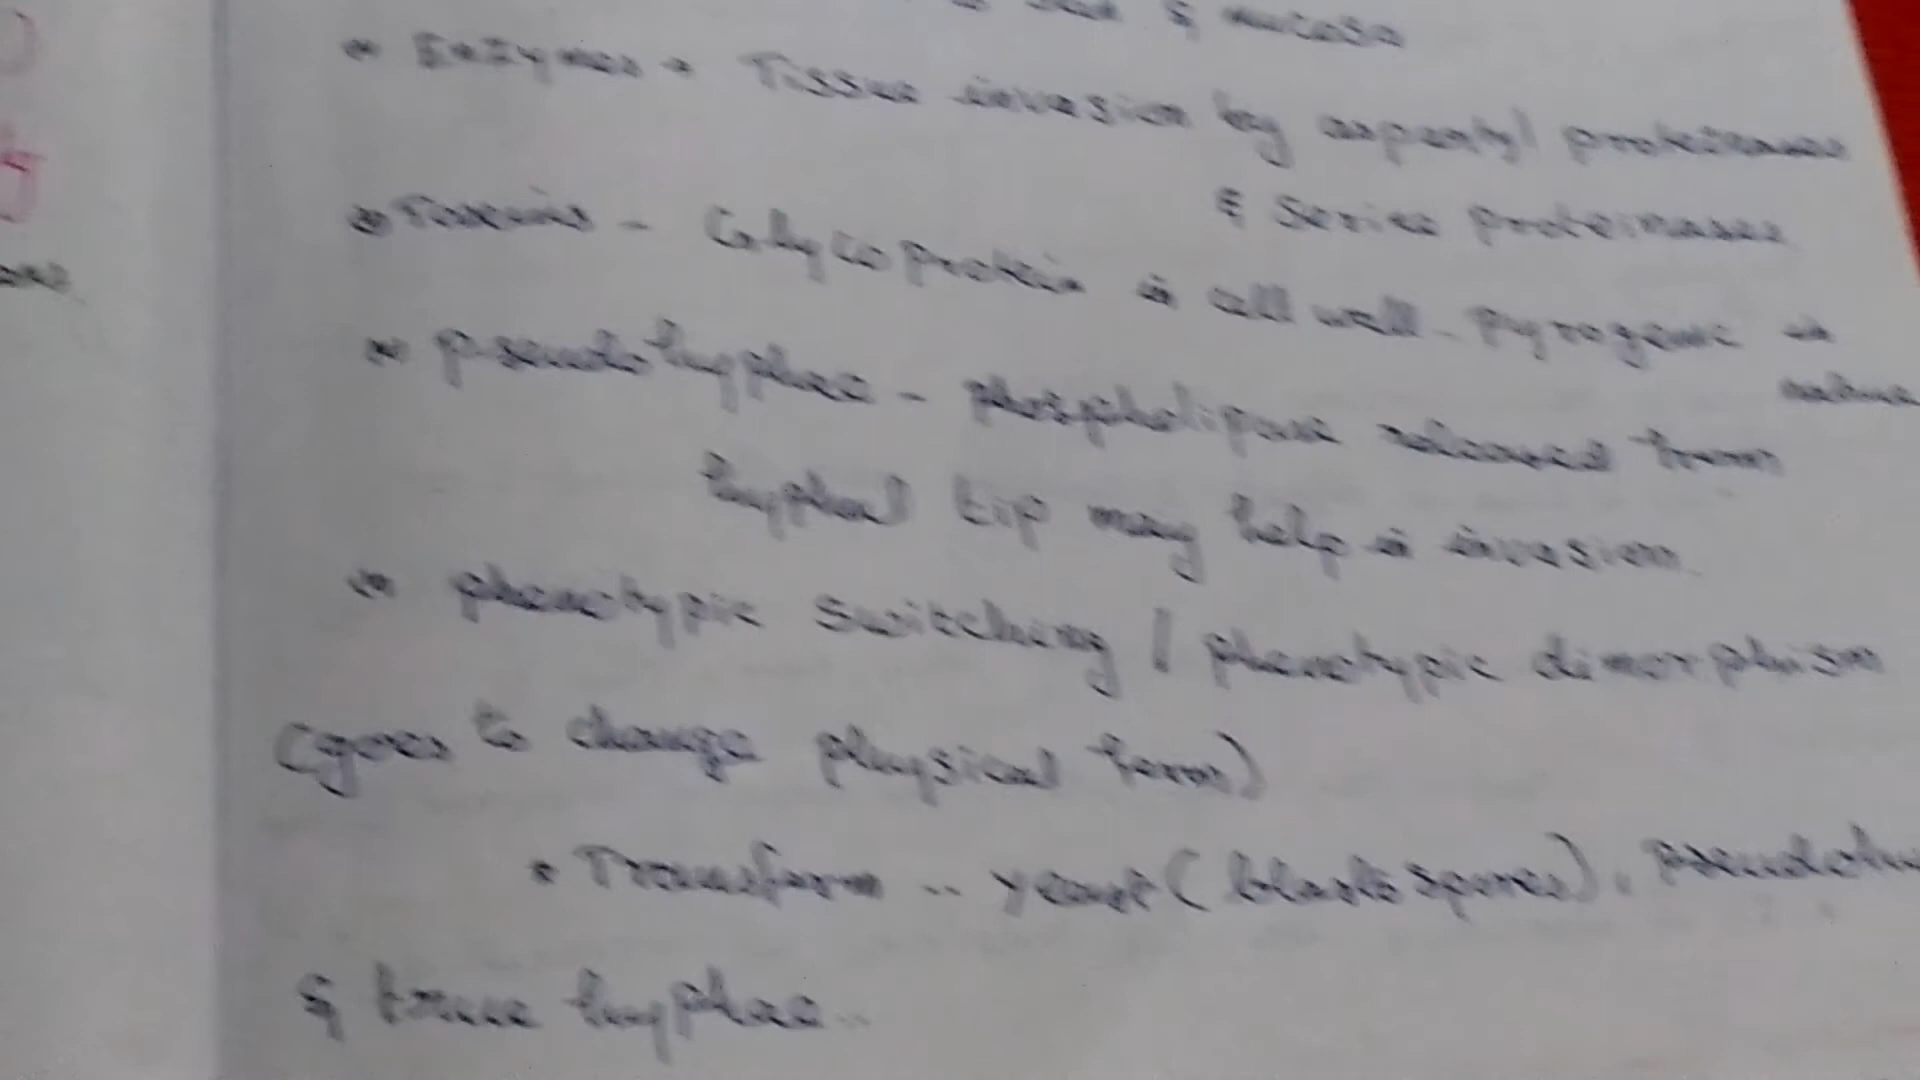 & mucosa
* Enzymes - Tissue invasion by aspartyl proteinases
& Serine proteinases
* Toxins - Glycoprotein in cell wall - pyrogenic in
nature
* pseudohyphae - phospholipase released from
hyphal tip may help in invasion
* phenotypic switching / phenotypic dimorphism
(goes to change physical form)
* Transform -- yeast (blastospores),
& true hyphae --